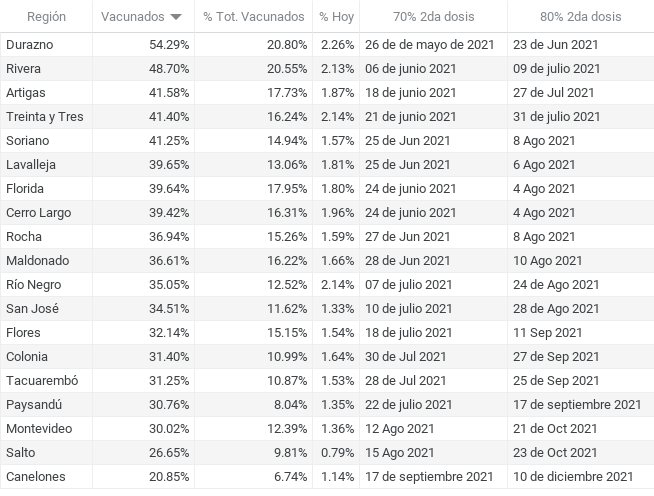 Región Vacunados % Tot. Vacunados % Hoy 70% 2da dosis 80% 2da dosis
Durazno 54.29% 20.80% 2.26% 26 de de mayo de 2021 23 de Jun 2021
Rivera 48.70% 20.55% 2.13% 06 de junio 2021 09 de julio 2021
Artigas 41.58% 17.73% 1.87% 18 de junio 2021 27 de Jul 2021
Treinta y Tres 41.40% 16.24% 2.14% 21 de junio 2021 31 de julio 2021
Soriano 41.25% 14.94% 1.57% 25 de Jun 2021 8 Ago 2021
Lavalleja 39.65% 13.06% 1.81% 25 de Jun 2021 6 Ago 2021
Florida 39.64% 17.95% 1.80% 24 de junio 2021 4 Ago 2021
Cerro Largo 39.42% 16.31% 1.96% 24 de junio 2021 4 Ago 2021
Rocha 36.94% 15.26% 1.59% 27 de Jun 2021 8 Ago 2021
Maldonado 36.61% 16.22% 1.66% 28 de Jun 2021 10 Ago 2021
Río Negro 35.05% 12.52% 2.14% 07 de julio 2021 24 de Ago 2021
San José 34.51% 11.62% 1.33% 10 de julio 2021 28 de Ago 2021
Flores 32.14% 15.15% 1.54% 18 de julio 2021 11 Sep 2021
Colonia 31.40% 10.99% 1.64% 30 de Jul 2021 27 de Sep 2021
Tacuarembó 31.25% 10.87% 1.53% 28 de Jul 2021 25 de Sep 2021
Paysandú 30.76% 8.04% 1.35% 22 de julio 2021 17 de septiembre 2021
Montevideo 30.02% 12.39% 1.36% 12 Ago 2021 21 de Oct 2021
Salto 26.65% 9.81% 0.79% 15 Ago 2021 23 de Oct 2021
Canelones 20.85% 6.74% 1.14% 17 de septiembre 2021 10 de diciembre 2021